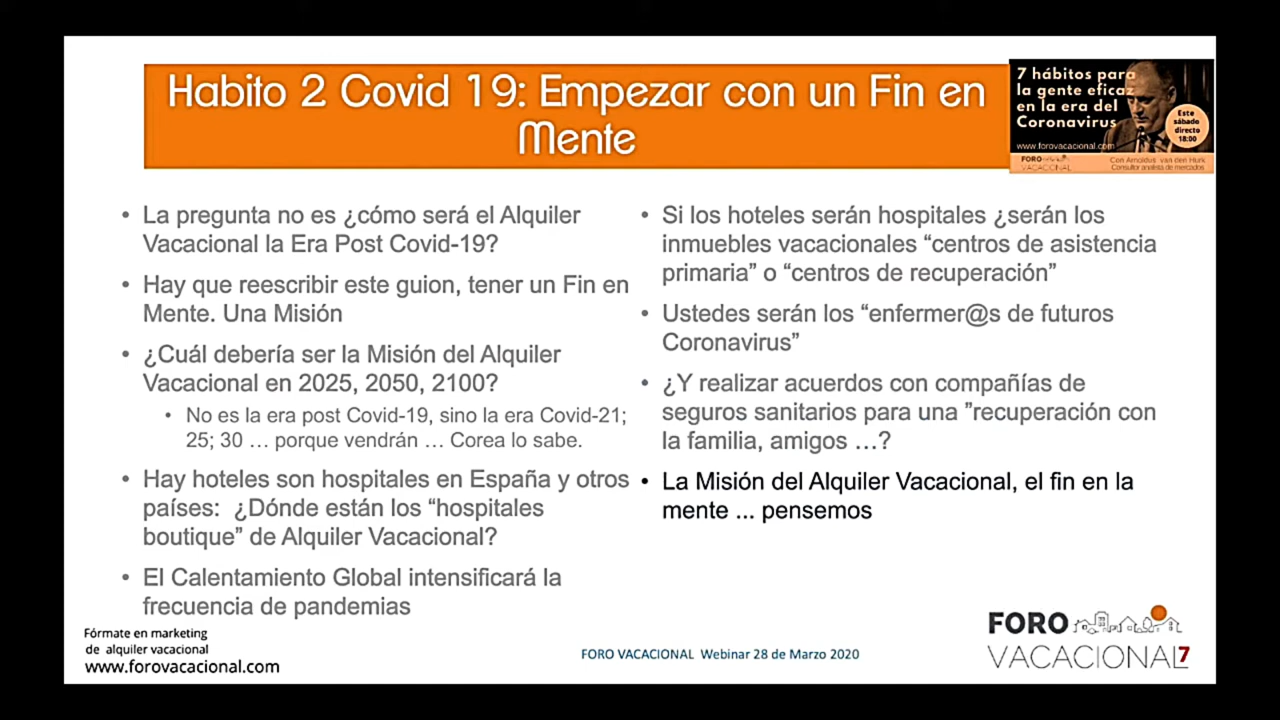 Habito 2 Covid 19: Empezar con un Fin en
Mente
7 hábitos para
la gente eficaz
en la era del
Coronavirus
Este
sábado
directo
18:00
www.forovacacional.com
FORO
VACACIONAL
Con Arnoldus van den Hurk
Consultor analista de mercados
• La pregunta no es ¿cómo será el Alquiler
Vacacional la Era Post Covid-19?
• Hay que reescribir este guion, tener un Fin en
Mente. Una Misión
• ¿Cuál debería ser la Misión del Alquiler
Vacacional en 2025, 2050, 2100?
• No es la era post Covid-19, sino la era Covid-21;
25; 30 … porque vendrán … Corea lo sabe.
• Hay hoteles son hospitales en España y otros
países: ¿Dónde están los “hospitales
boutique” de Alquiler Vacacional?
• El Calentamiento Global intensificará la
frecuencia de pandemias
• Si los hoteles serán hospitales ¿serán los
inmuebles vacacionales “centros de asistencia
primaria” o “centros de recuperación”
• Ustedes serán los “enfermer@s de futuros
Coronavirus”
• ¿Y realizar acuerdos con compañías de
seguros sanitarios para una ”recuperación con
la familia, amigos …?
• La Misión del Alquiler Vacacional, el fin en la
mente ... pensemos
Fórmate en marketing
de alquiler vacacional
www.forovacacional.com
FORO VACACIONAL Webinar 28 de Marzo 2020
FORO
VACACIONAL
7